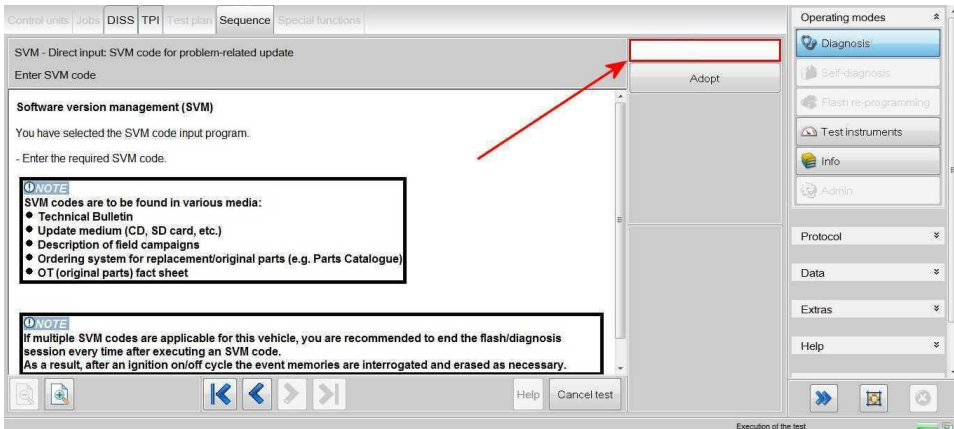 Control units Jobs DISS TPI Test plan Sequence Special functions
SVM - Direct input: SVM code for problem-related update
Enter SVM code
Adopt
Software version management (SVM)
You have selected the SVM code input program.
- Enter the required SVM code.
NOTE
SVM codes are to be found in various media:
● Technical Bulletin
● Update medium (CD, SD card, etc.)
● Description of field campaigns
● Ordering system for replacement/original parts (e.g. Parts Catalogue)
● OT (original parts) fact sheet
NOTE
If multiple SVM codes are applicable for this vehicle, you are recommended to end the flash/diagnosis
session every time after executing an SVM code.
As a result, after an ignition on/off cycle the event memories are interrogated and erased as necessary.
Help Cancel test
Operating modes
Diagnosis
Self-diagnosis
Flash re-programming
Test instruments
Info
Admin
Protocol
Data
Extras
Help
Execution of the test